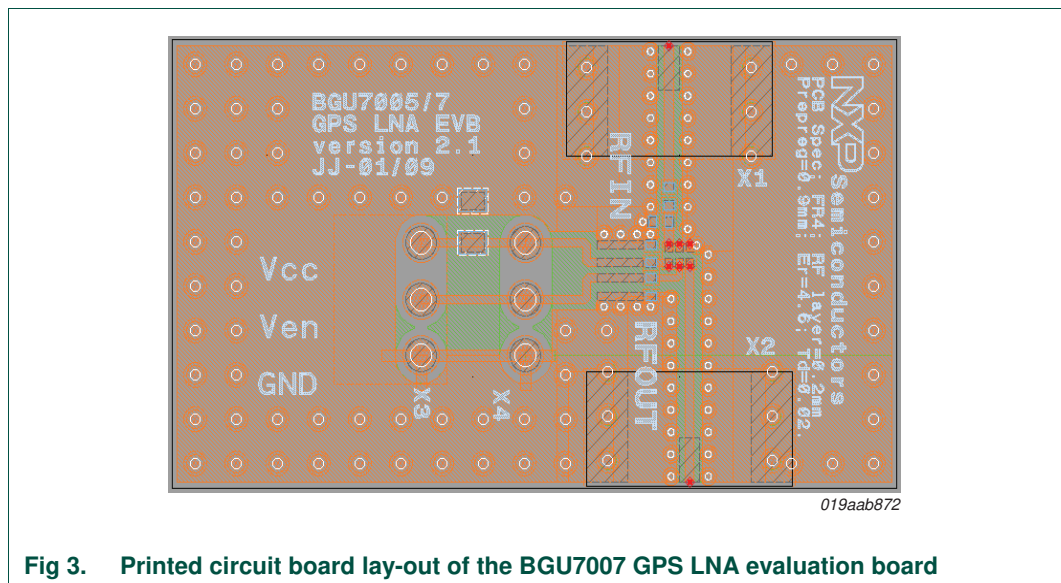 BGU7005/7
GPS LNA EVB
version 2.1
JJ-01/09
RFIN
X1
NXP Semiconductors
PCB Spec: FR4; RF layer=0.2mm
Prepreg=0.9mm; Er=4.6; Td=0.02.
Vcc
Ven
GND
X3
X4
RFOUT
X2
019aab872
Fig 3. Printed circuit board lay-out of the BGU7007 GPS LNA evaluation board